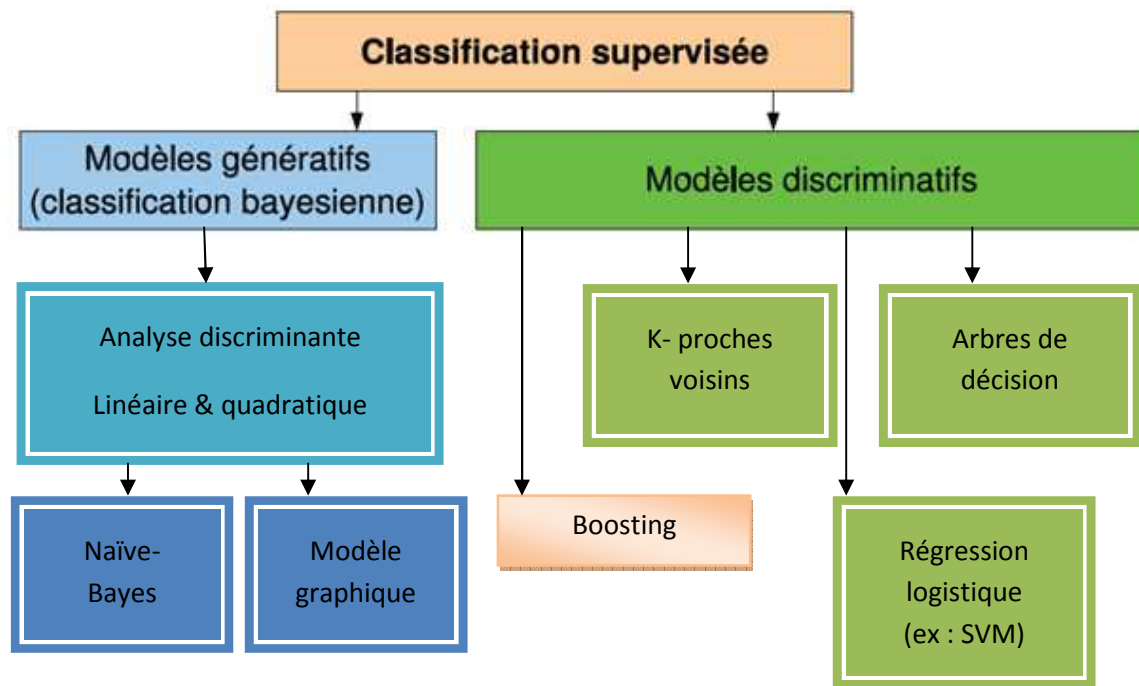 Classification supervisée
Modèles génératifs
(classification bayesienne)
Modèles discriminatifs
Analyse discriminante
Linéaire & quadratique
K- proches
voisins
Arbres de
décision
Naïve-
Bayes
Modèle
graphique
Boosting
Régression
logistique
(ex : SVM)